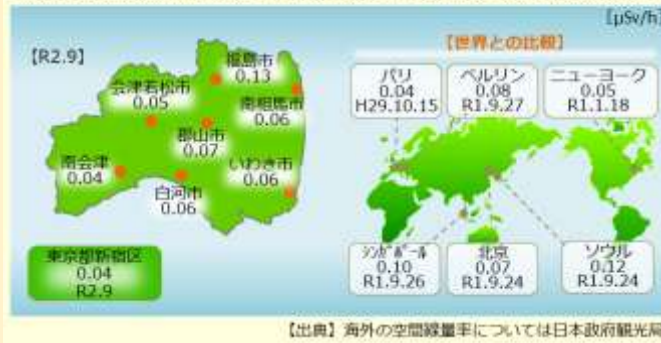 [μSv/h]
【R2.9】
福島市
0.13
会津若松市
0.05
南相馬市
0.06
郡山市
0.07
南会津
0.04
いわき市
0.06
白河市
0.06
東京都新宿区
0.04
R2.9
【世界との比較】
パリ
0.04
H29.10.15
ベルリン
0.08
R1.9.27
ニューヨーク
0.05
R1.1.18
シンガポール
0.10
R1.9.26
北京
0.07
R1.9.24
ソウル
0.12
R1.9.24
【出典】海外の空間線量率については日本政府観光局